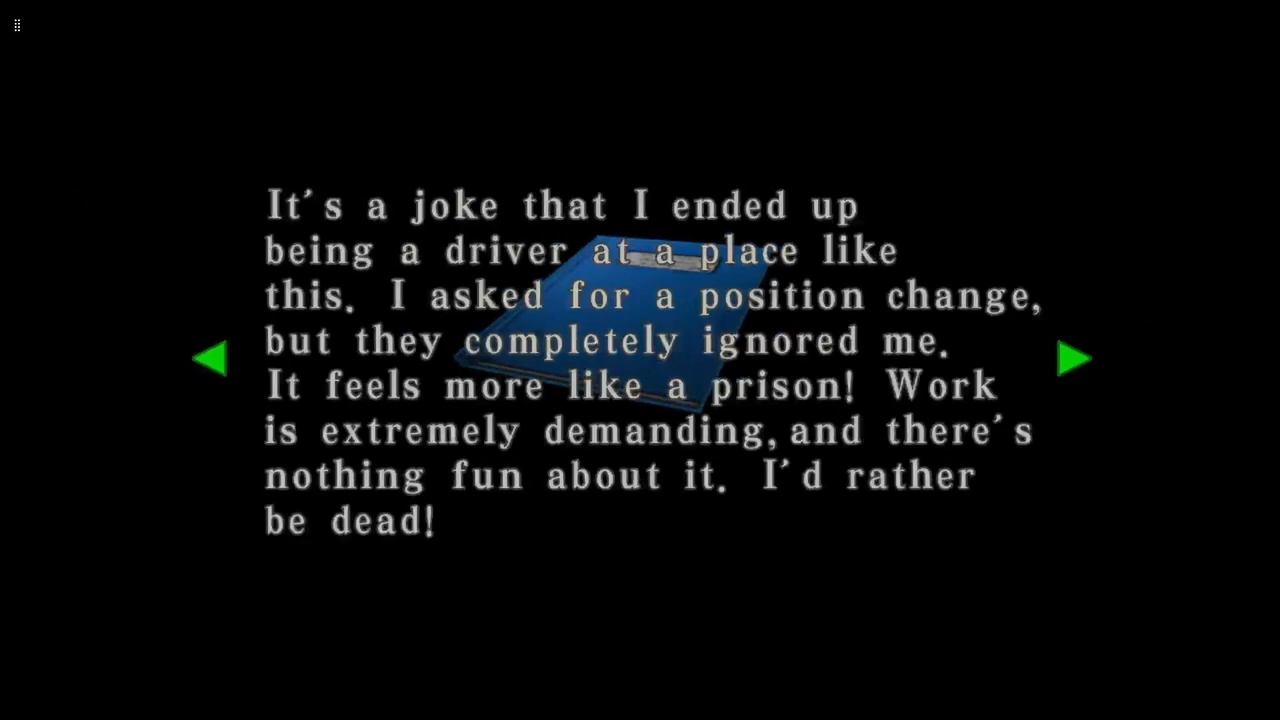 It's a joke that I ended up
being a driver at a place like
this. I asked for a position change,
but they completely ignored me.
It feels more like a prison! Work
is extremely demanding, and there's
nothing fun about it. I'd rather
be dead!